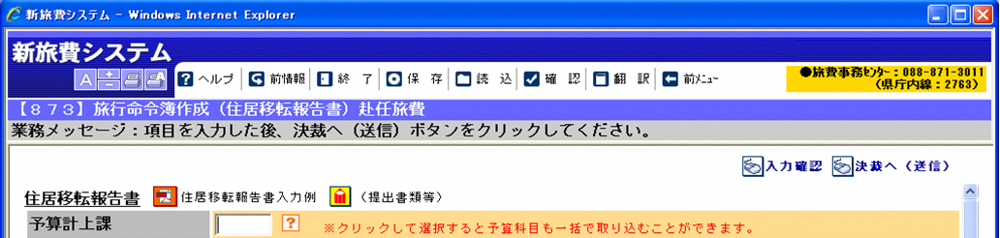 新旅費システム - Windows Internet Explorer
新旅費システム
A ヘルプ 前情報 終 了 保 存 読 込 確 認 翻 訳 前メニュー
●旅費事務センター：088-871-3011
（県庁内線：2763）
【８７３】旅行命令簿作成（住居移転報告書）赴任旅費
業務メッセージ：項目を入力した後、決裁へ（送信）ボタンをクリックしてください。
入力確認 決裁へ（送信）
住居移転報告書 住居移転報告書入力例 （提出書類等）
予算計上課 ? ※クリックして選択すると予算科目も一括で取り込むことができます。